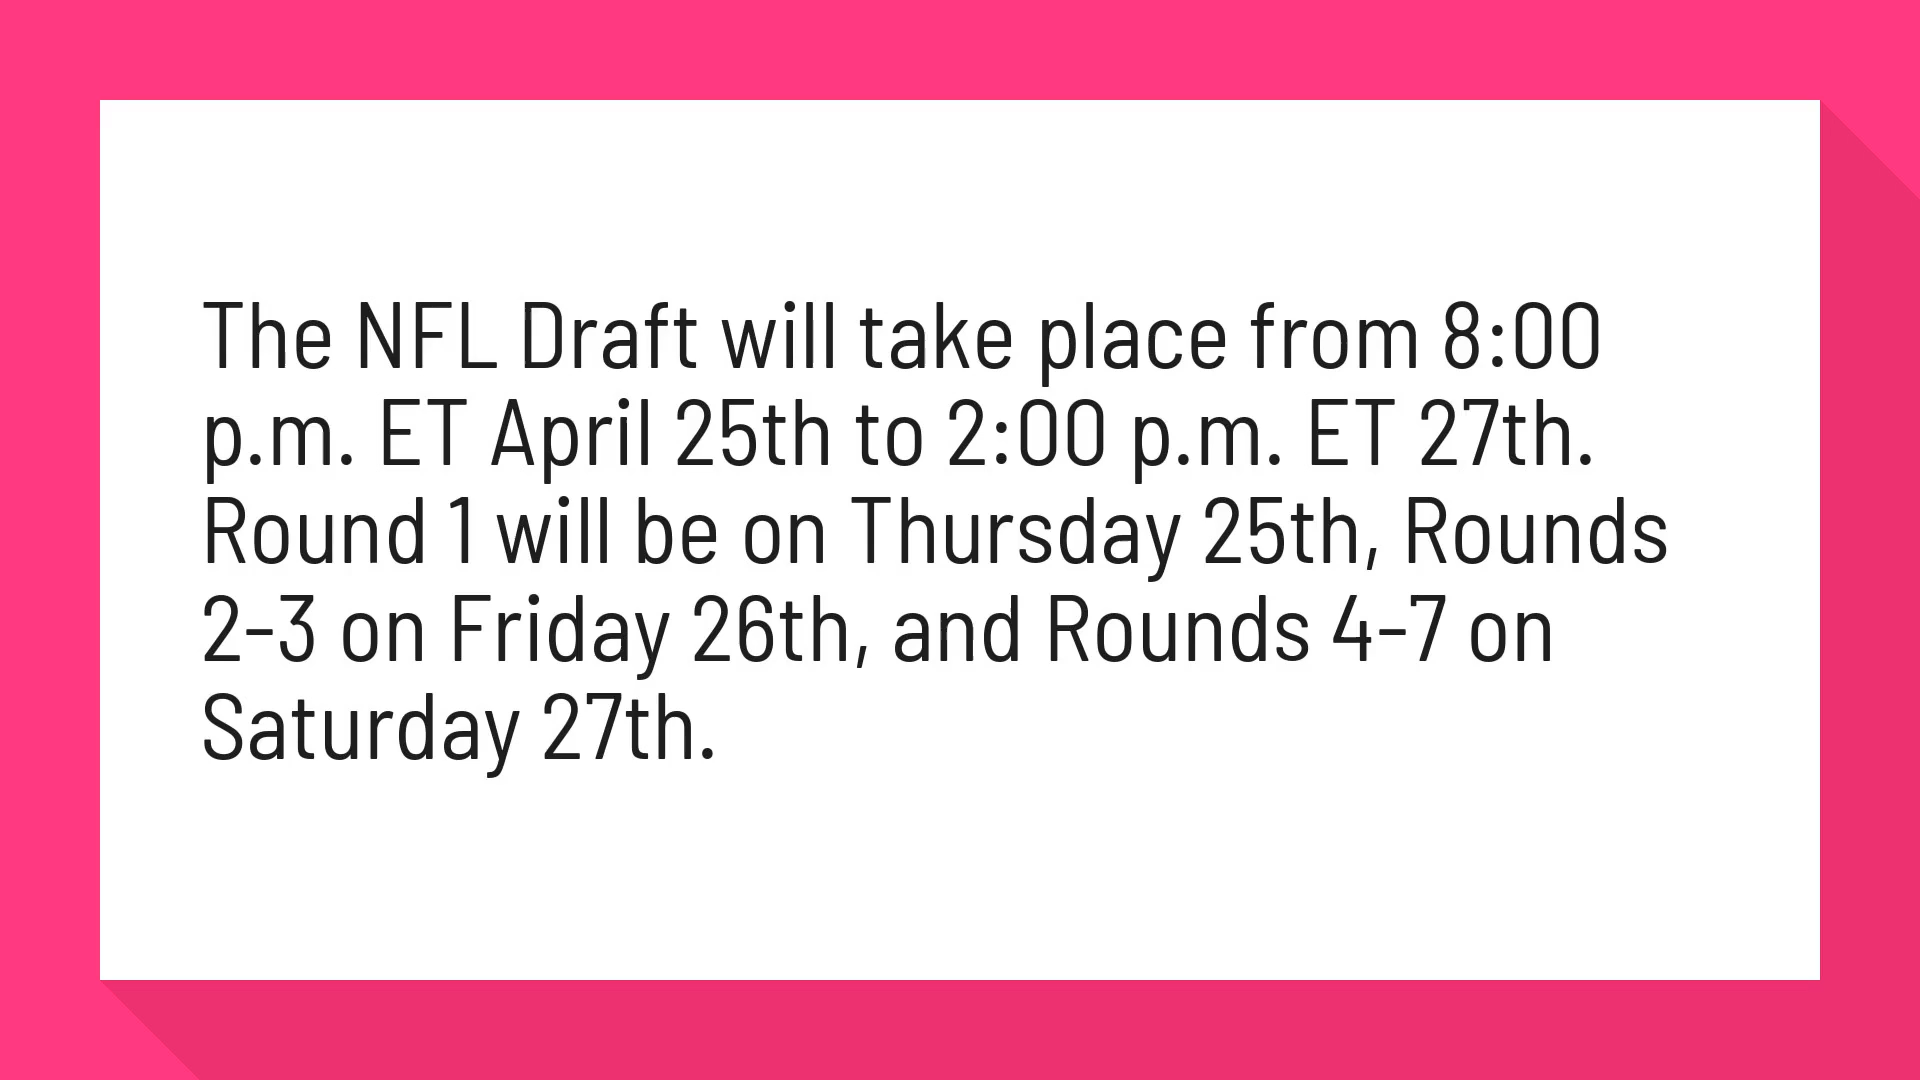 The NFL Draft will take place from 8:00
p.m. ET April 25th to 2:00 p.m. ET 27th.
Round 1 will be on Thursday 25th, Rounds
2-3 on Friday 26th, and Rounds 4-7 on
Saturday 27th.